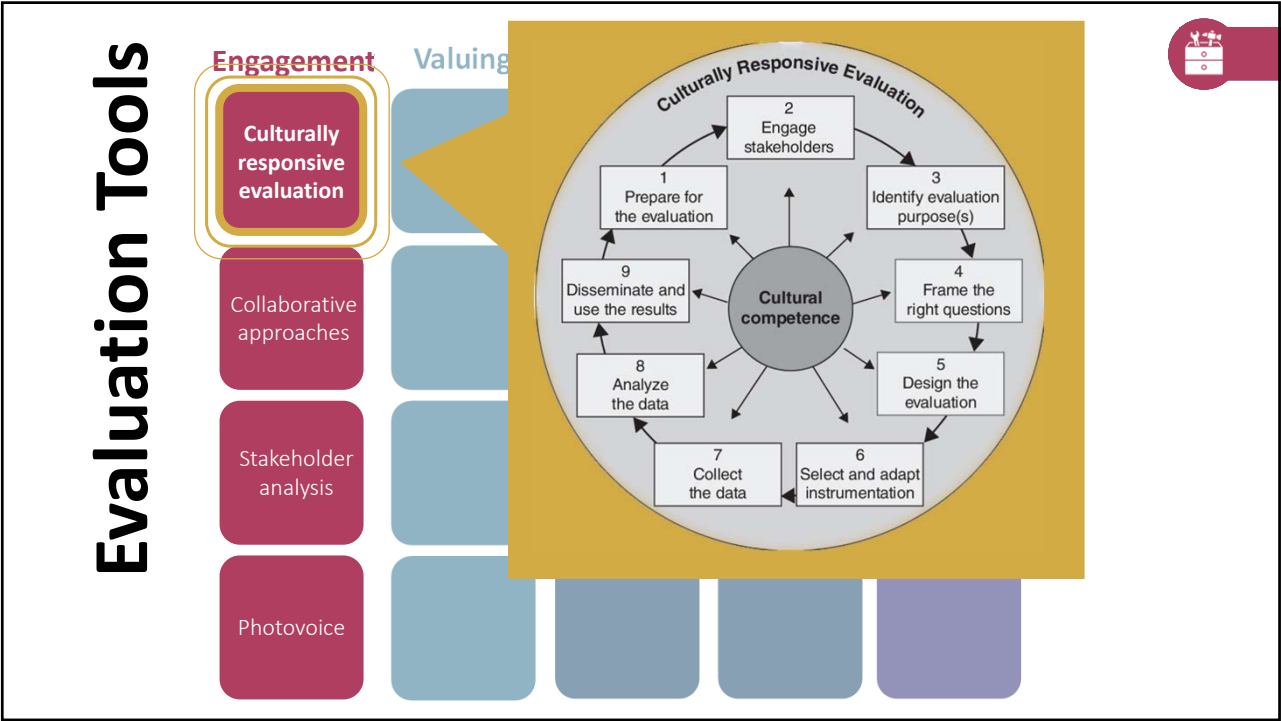 Evaluation Tools
Engagement
Valuing
Culturally
responsive
evaluation
Collaborative
approaches
Stakeholder
analysis
Photovoice
Culturally Responsive Evaluation
1
Prepare for
the evaluation
2
Engage
stakeholders
3
Identify evaluation
purpose(s)
4
Frame the
right questions
5
Design the
evaluation
6
Select and adapt
instrumentation
7
Collect
the data
8
Analyze
the data
9
Disseminate and
use the results
Cultural
competence